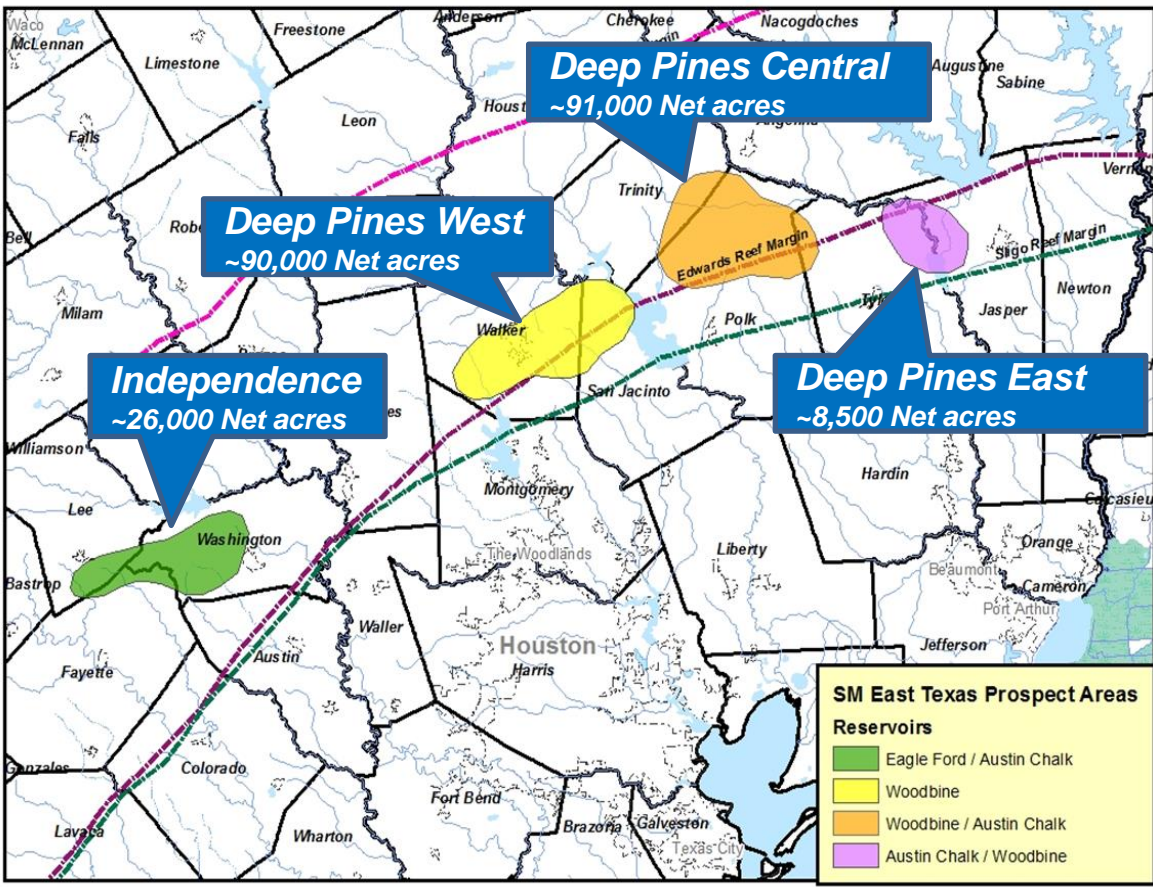 Waco
McLennan
Freestone
Anderson
Cherokee
Nacogdoches
Limestone
Deep Pines Central
~91,000 Net acres
Augustine
Sabine
Falls
Leon
Trinity
Vernon
Bell
Deep Pines West
~90,000 Net acres
Edwards Reef Margin
Sligo Reef Margin
Newton
Milam
Walker
Polk
Jasper
Independence
~26,000 Net acres
San Jacinto
Deep Pines East
~8,500 Net acres
Williamson
Hardin
Lee
Montgomery
Washington
The Woodlands
Liberty
Orange
Bastrop
Beaumont
Cameron
Port Arthur
Waller
Houston
Harris
Jefferson
Fayette
Austin
Gonzales
Colorado
Fort Bend
Lavaca
Wharton
Brazoria
Galveston
Texas City
SM East Texas Prospect Areas
Reservoirs
Eagle Ford / Austin Chalk
Woodbine
Woodbine / Austin Chalk
Austin Chalk / Woodbine